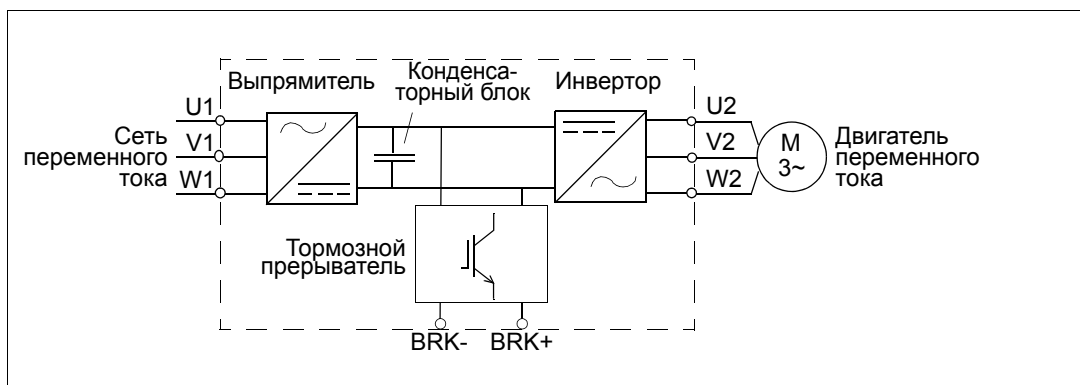 Выпрямитель
Конденса-
торный блок
Инвертор
U1
V1
W1
Сеть
переменного
тока
U2
V2
W2
M
3~
Двигатель
переменного
тока
Тормозной
прерыватель
BRK-
BRK+